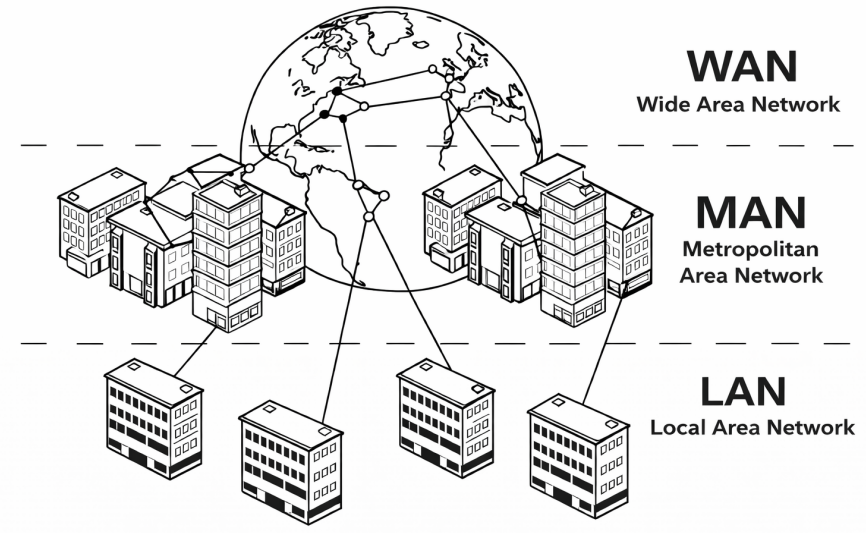 WAN
Wide Area Network
MAN
Metropolitan
Area Network
LAN
Local Area Network